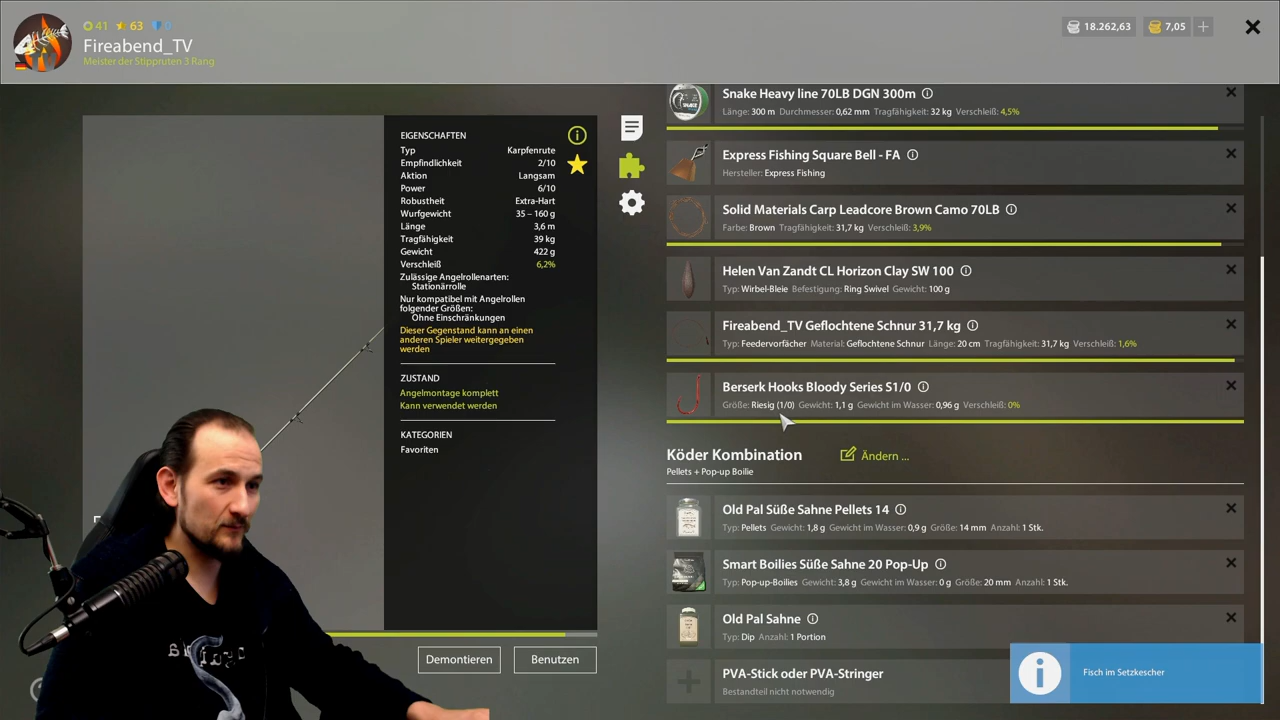 41 63 0
Fireabend_TV
Meister der Stippruten 3 Rang
18.262,63 7,05
EIGENSCHAFTEN
Typ Karpfenrute
Empfindlichkeit 2/10
Aktion Langsam
Power 6/10
Robustheit Extra-Hart
Wurfgewicht 35 – 160 g
Länge 3,6 m
Tragfähigkeit 39 kg
Gewicht 422 g
Verschleiß 6,2%
Zulässige Angelrollenarten:
Stationärrolle
Nur kompatibel mit Angelrollen
folgender Größen:
Ohne Einschränkungen
Dieser Gegenstand kann an einen
anderen Spieler weitergegeben
werden
ZUSTAND
Angelmontage komplett
Kann verwendet werden
KATEGORIEN
Favoriten
Demontieren Benutzen
Snake Heavy line 70LB DGN 300m
Länge: 300 m Durchmesser: 0,62 mm Tragfähigkeit: 32 kg Verschleiß: 4,5%
Express Fishing Square Bell - FA
Hersteller: Express Fishing
Solid Materials Carp Leadcore Brown Camo 70LB
Farbe: Brown Tragfähigkeit: 31,7 kg Verschleiß: 3,9%
Helen Van Zandt CL Horizon Clay SW 100
Typ: Wirbel-Bleie Befestigung: Ring Swivel Gewicht: 100 g
Fireabend_TV Geflochtene Schnur 31,7 kg
Typ: Feedervorfächer Material: Geflochtene Schnur Länge: 20 cm Tragfähigkeit: 31,7 kg Verschleiß: 1,6%
Berserk Hooks Bloody Series S1/0
Größe: Riesig (1/0) Gewicht: 1,1 g Gewicht im Wasser: 0,96 g Verschleiß: 0%
Köder Kombination Ändern ...
Pellets + Pop-up Boilie
Old Pal Süße Sahne Pellets 14
Typ: Pellets Gewicht: 1,8 g Gewicht im Wasser: 0,9 g Größe: 14 mm Anzahl: 1 Stk.
Smart Boilies Süße Sahne 20 Pop-Up
Typ: Pop-up-Boilies Gewicht: 3,8 g Gewicht im Wasser: 0 g Größe: 20 mm Anzahl: 1 Stk.
Old Pal Sahne
Typ: Dip Anzahl: 1 Portion
PVA-Stick oder PVA-Stringer
Bestandteil nicht notwendig
Fisch im Setzkescher